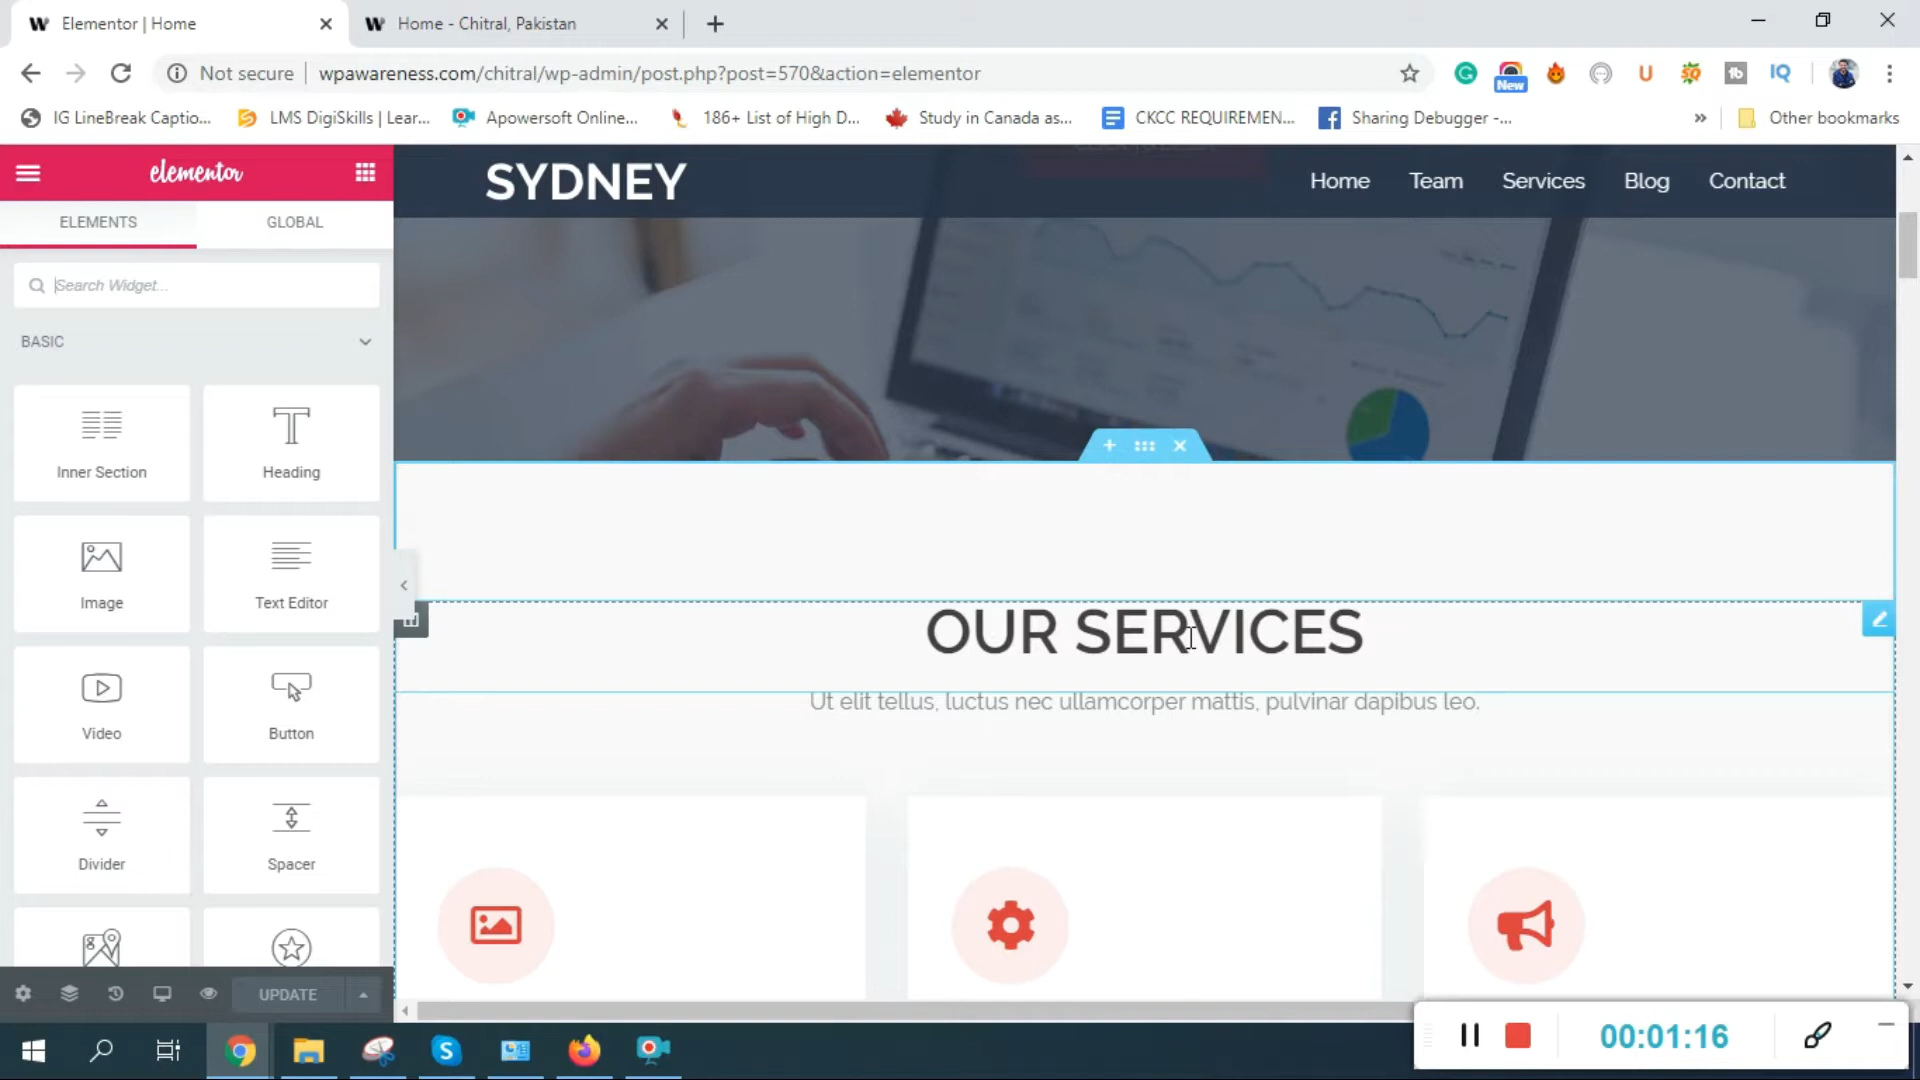 Elementor | Home
Home - Chitral, Pakistan
Not secure
wpawareness.com/chitral/wp-admin/post.php?post=570&action=elementor
New
IG LineBreak Captio...
LMS DigiSkills | Lear...
Apowersoft Online...
186+ List of High D...
Study in Canada as...
CKCC REQUIREMEN...
Sharing Debugger -...
Other bookmarks
elementor
ELEMENTS
GLOBAL
Search Widget...
BASIC
Inner Section
Heading
Image
Text Editor
Video
Button
Divider
Spacer
UPDATE
SYDNEY
Home
Team
Services
Blog
Contact
OUR SERVICES
Ut elit tellus, luctus nec ullamcorper mattis, pulvinar dapibus leo.
00:01:16